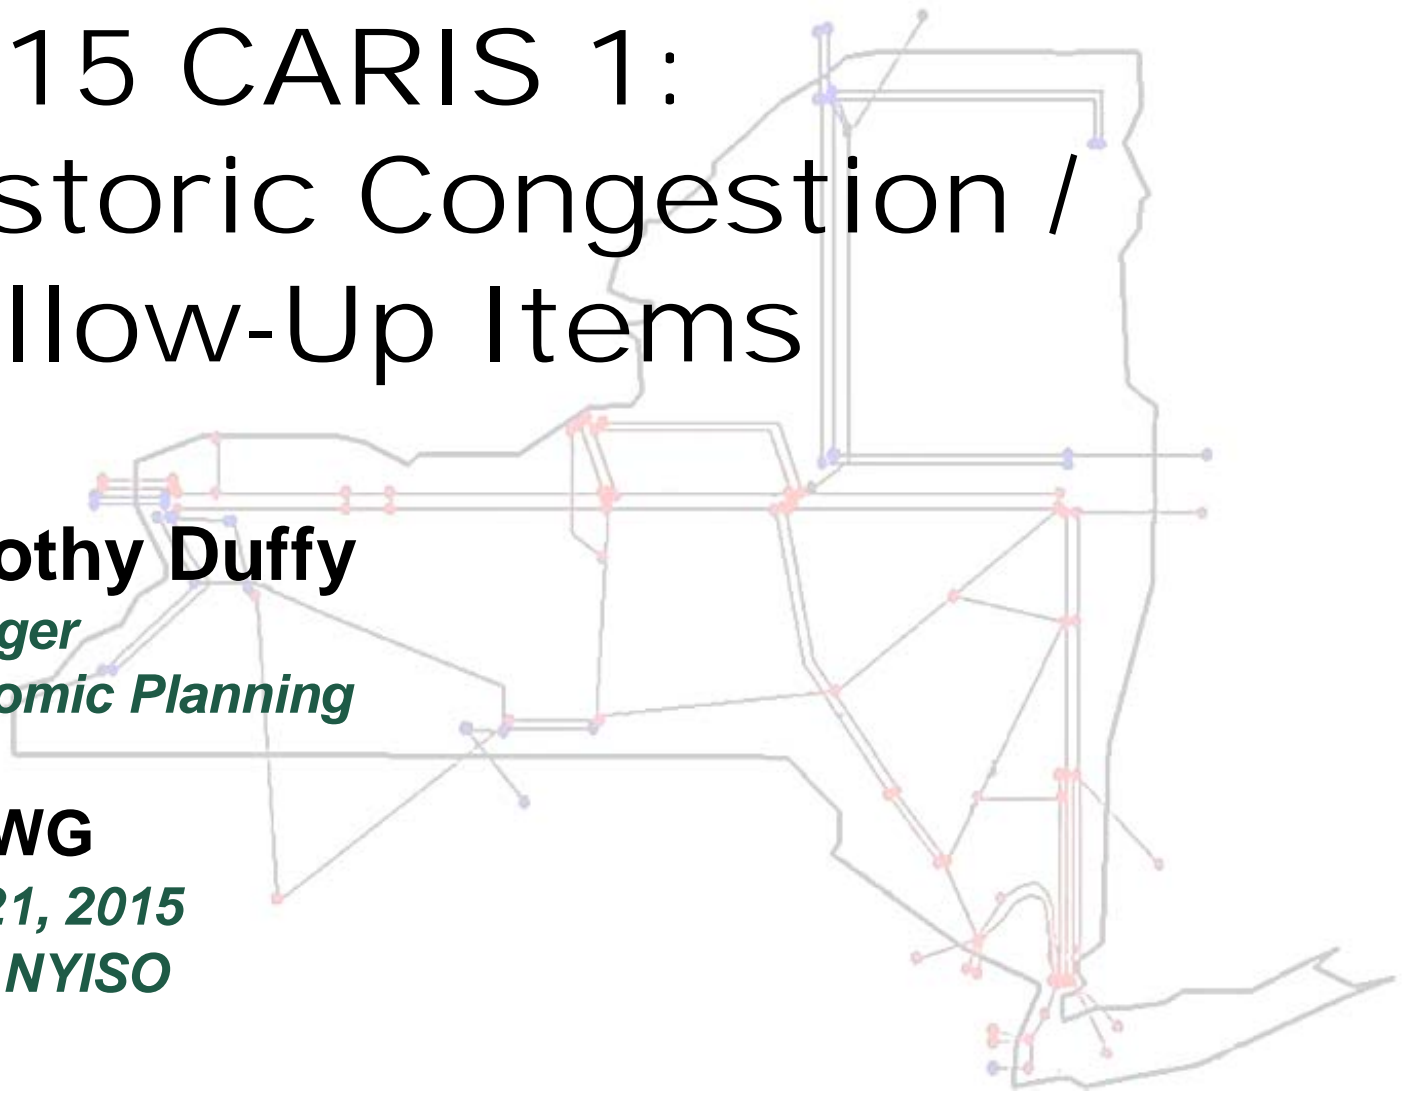 15 CARIS 1:
storic Congestion /
llow-Up Items
othy Duffy
ger
omic Planning
WG
21, 2015
NYISO